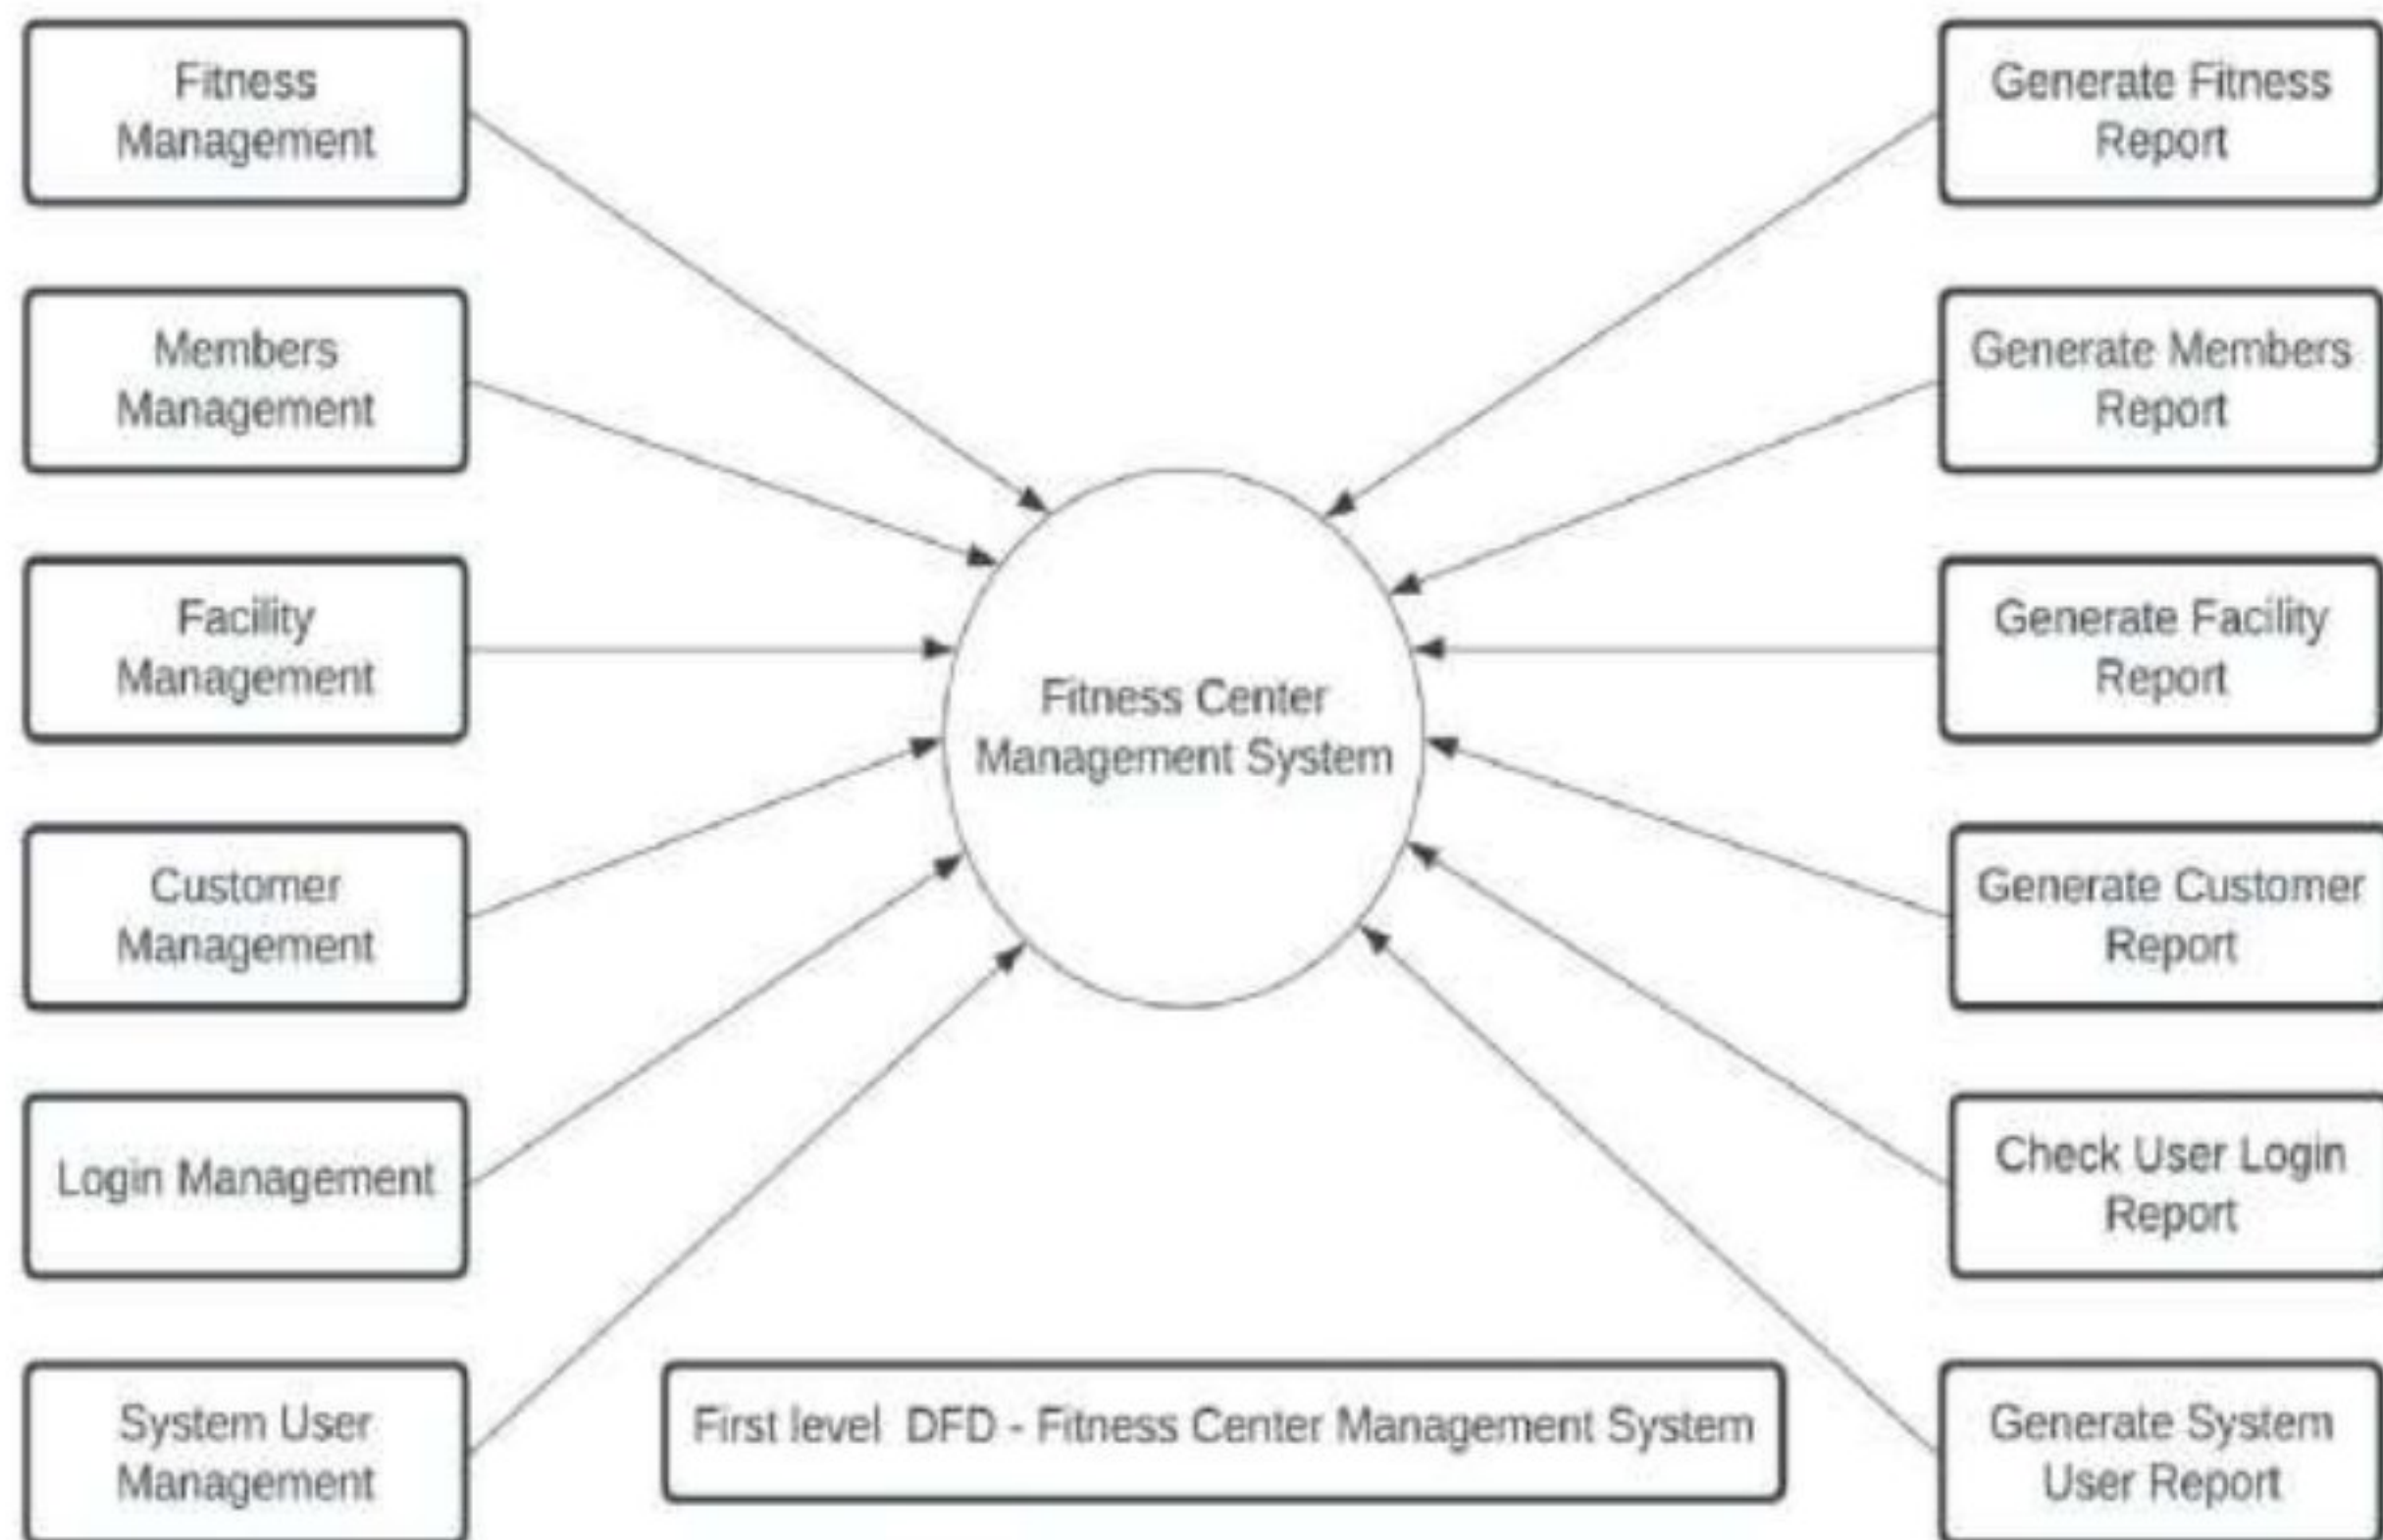 Fitness
Management
Members
Management
Facility
Management
Customer
Management
Login Management
System User
Management
Fitness Center
Management System
First level DFD - Fitness Center Management System
Generate Fitness
Report
Generate Members
Report
Generate Facility
Report
Generate Customer
Report
Check User Login
Report
Generate System
User Report